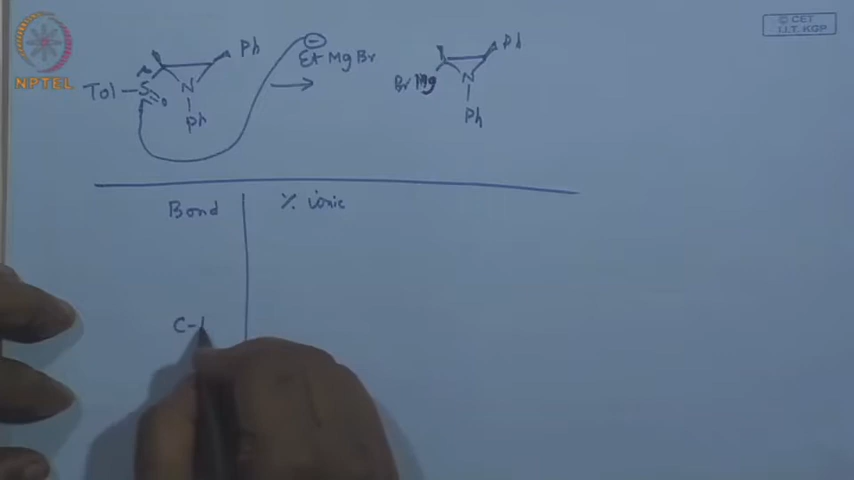 © CET
I.I.T. KGP
NPTEL
Ph
Tol S O N
Ph
⊖
EtMgBr
Ph
BrMg N
Ph
Bond % ionic
C-